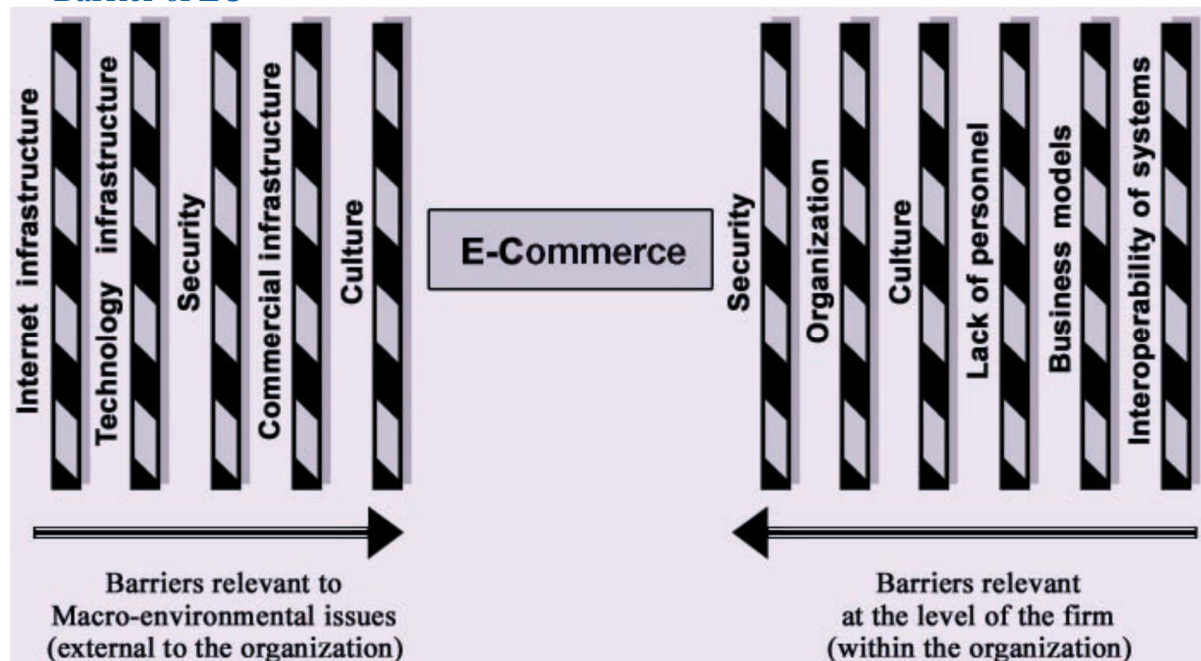 Internet infrastructure
Technology infrastructure
Security
Commercial infrastructure
Culture
E-Commerce
Security
Organization
Culture
Lack of personnel
Business models
Interoperability of systems
Barriers relevant to
Macro-environmental issues
(external to the organization)
Barriers relevant
at the level of the firm
(within the organization)